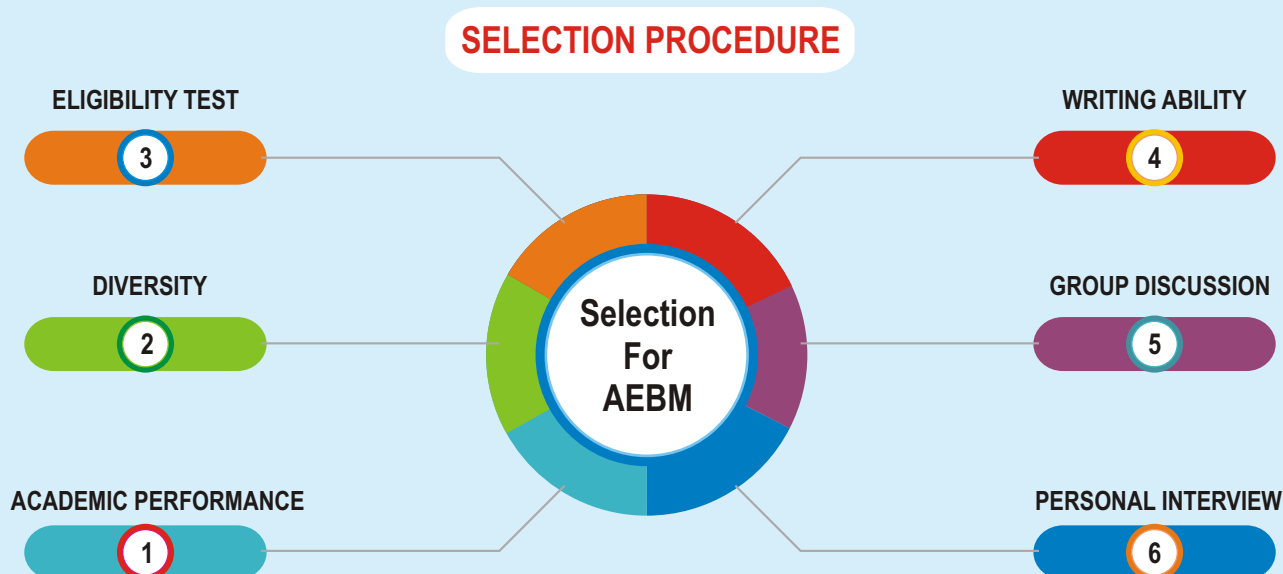 SELECTION PROCEDURE
ELIGIBILITY TEST
3
WRITING ABILITY
4
DIVERSITY
2
GROUP DISCUSSION
5
Selection
For
AEBM
ACADEMIC PERFORMANCE
1
PERSONAL INTERVIEW
6